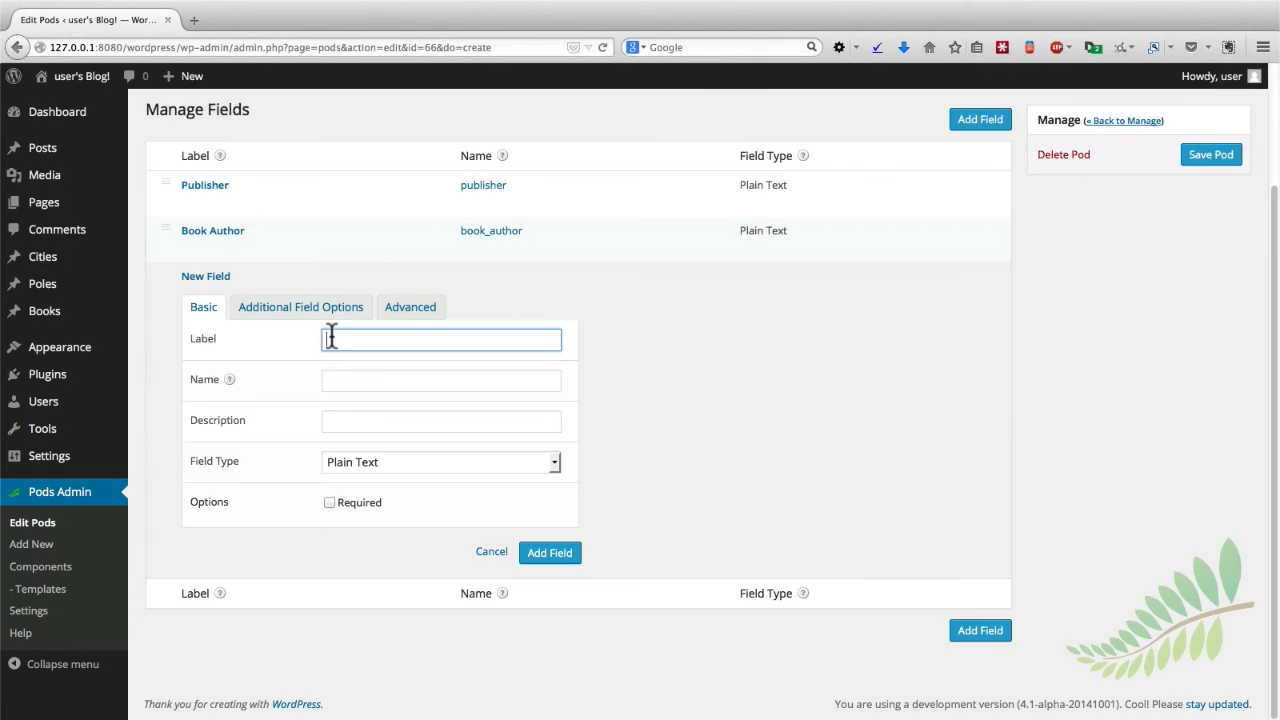 Edit Pods ‹ user's Blog! — Wor...
127.0.0.1:8080/wordpress/wp-admin/admin.php?page=pods&action=edit&id=66&do=create
Google
user's Blog!
0
New
Howdy, user
Dashboard
Posts
Media
Pages
Comments
Cities
Poles
Books
Appearance
Plugins
Users
Tools
Settings
Pods Admin
Edit Pods
Add New
Components
- Templates
Settings
Help
Collapse menu
Manage Fields
Add Field
Label ?
Name ?
Field Type ?
Publisher
publisher
Plain Text
Book Author
book_author
Plain Text
New Field
Basic
Additional Field Options
Advanced
Label
Name ?
Description
Field Type
Plain Text
Options
Required
Cancel
Add Field
Label ?
Name ?
Field Type ?
Add Field
Manage (« Back to Manage)
Delete Pod
Save Pod
Thank you for creating with WordPress.
You are using a development version (4.1-alpha-20141001). Cool! Please stay updated.